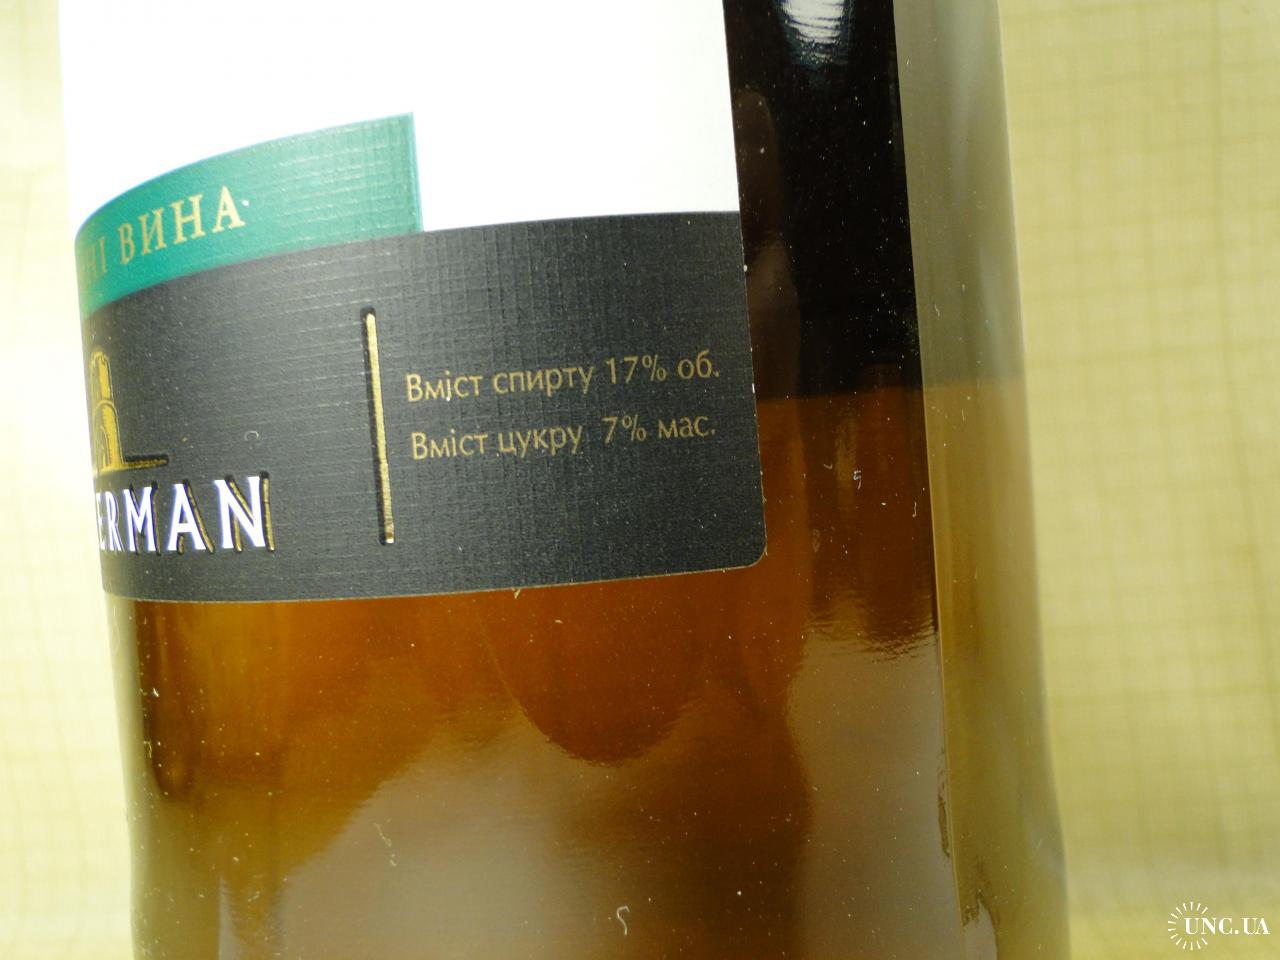 ВИНА
Вміст спирту 17% об.
Вміст цукру 7% мас.
ERMAN
UNC.UA